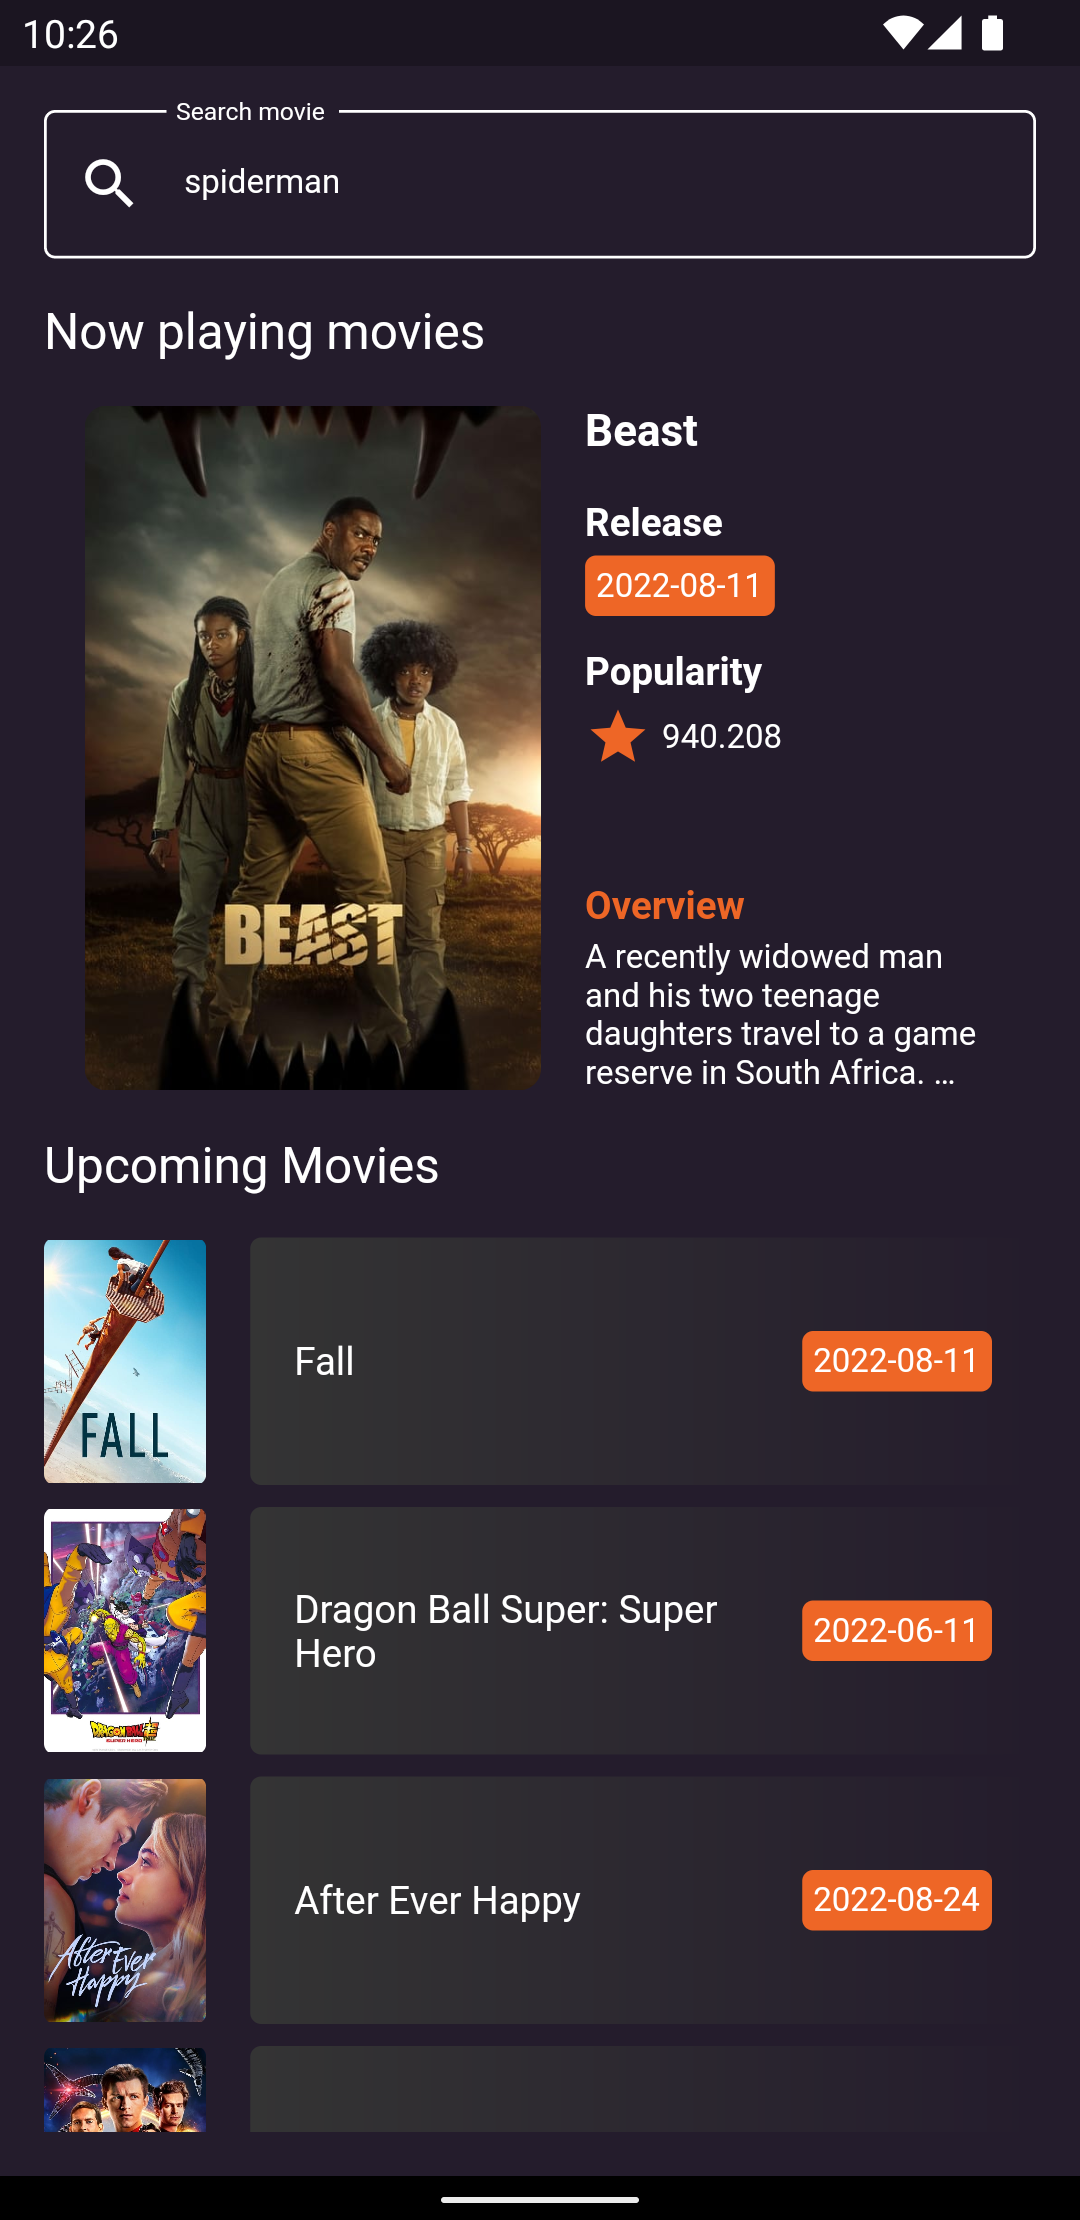 10:26
Search movie
spiderman
Now playing movies
BEAST
Beast
Release
2022-08-11
Popularity
940.208
Overview
A recently widowed man
and his two teenage
daughters travel to a game
reserve in South Africa. ...
Upcoming Movies
FALL
Fall
2022-08-11
DRAGONBALL
SUPER HERO
Dragon Ball Super: Super
Hero
2022-06-11
After Ever
Happy
After Ever Happy
2022-08-24